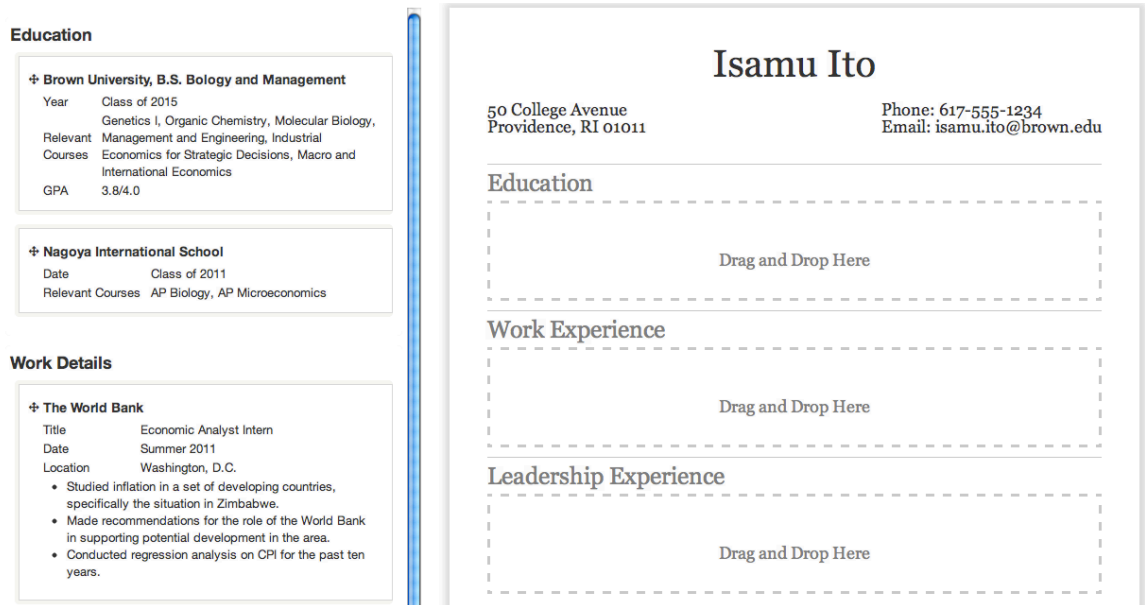 Education
Brown University, B.S. Bology and Management
Year Class of 2015
Genetics I, Organic Chemistry, Molecular Biology,
Relevant Management and Engineering, Industrial
Courses Economics for Strategic Decisions, Macro and
International Economics
GPA 3.8/4.0
Nagoya International School
Date Class of 2011
Relevant Courses AP Biology, AP Microeconomics
Work Details
The World Bank
Title Economic Analyst Intern
Date Summer 2011
Location Washington, D.C.
• Studied inflation in a set of developing countries,
specifically the situation in Zimbabwe.
• Made recommendations for the role of the World Bank
in supporting potential development in the area.
• Conducted regression analysis on CPI for the past ten
years.
Isamu Ito
50 College Avenue
Providence, RI 01011
Phone: 617-555-1234
Email: isamu.ito@brown.edu
Education
Drag and Drop Here
Work Experience
Drag and Drop Here
Leadership Experience
Drag and Drop Here